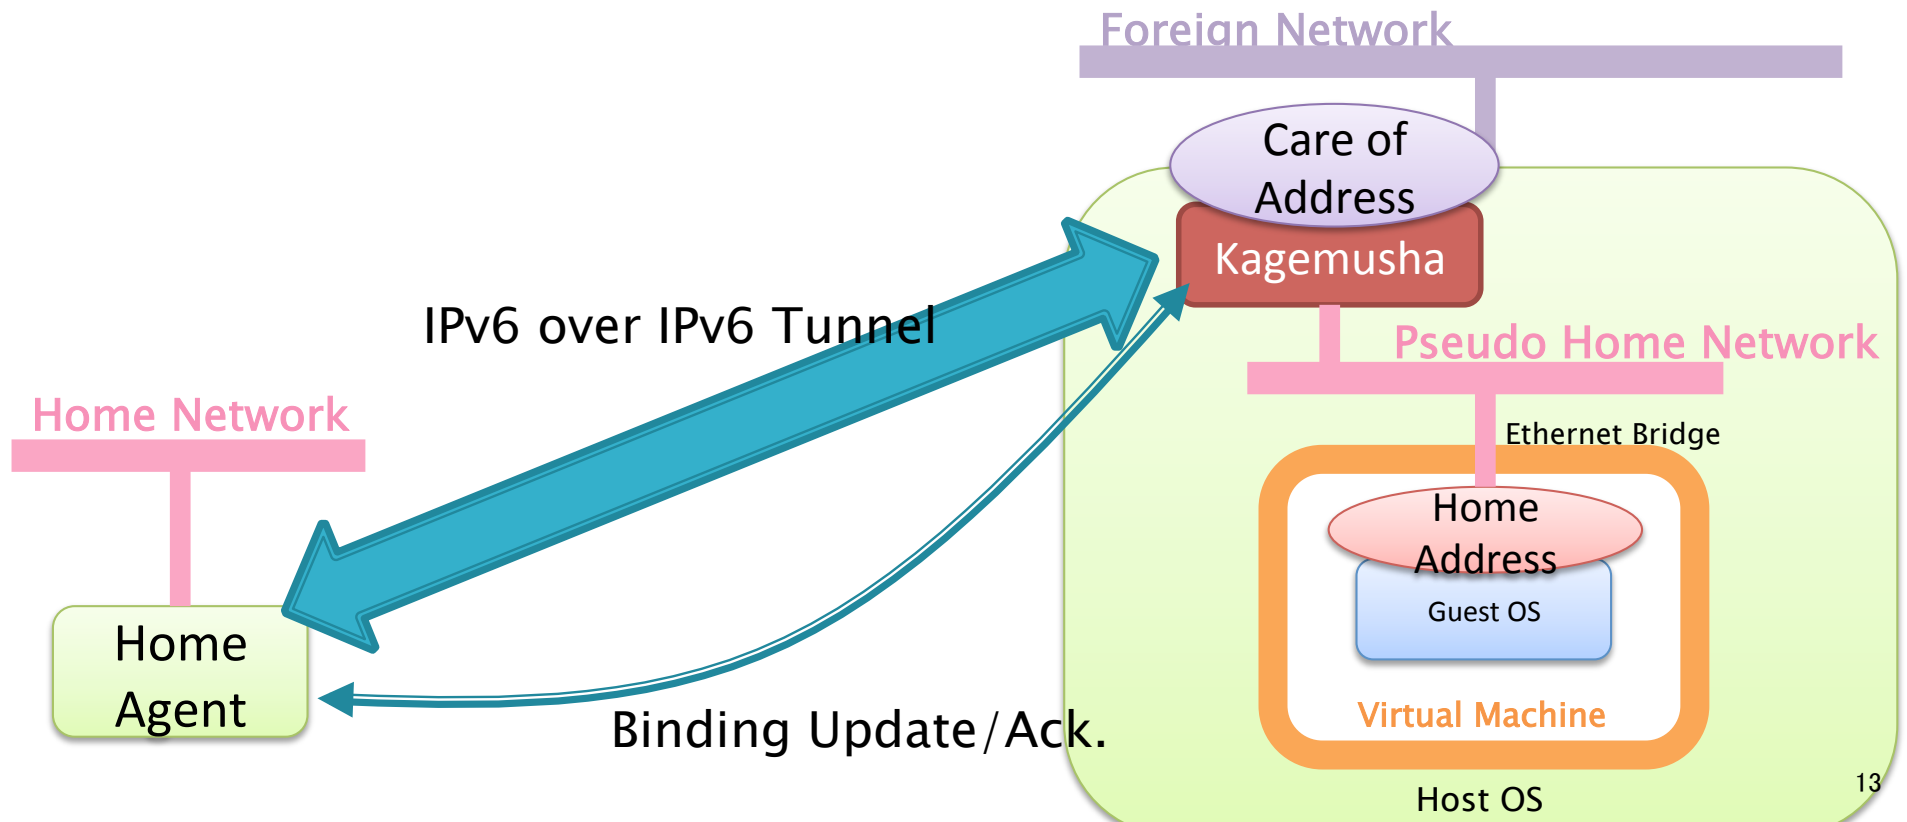 Foreign Network
Care of
Address
Kagemusha
IPv6 over IPv6 Tunnel
Pseudo Home Network
Home Network
Ethernet Bridge
Home
Address
Guest OS
Home
Agent
Virtual Machine
Binding Update/Ack.
Host OS
13